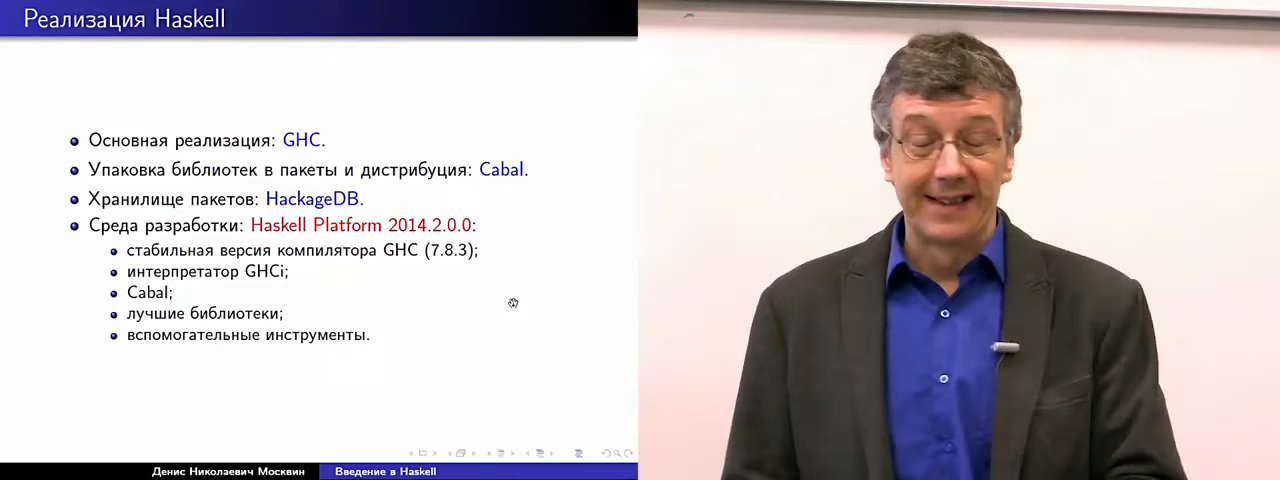 Реализация Haskell
Основная реализация: GHC.
Упаковка библиотек в пакеты и дистрибуция: Cabal.
Хранилище пакетов: HackageDB.
Среда разработки: Haskell Platform 2014.2.0.0:
стабильная версия компилятора GHC (7.8.3);
интерпретатор GHCi;
Cabal;
лучшие библиотеки;
вспомогательные инструменты.
Денис Николаевич Москвин
Введение в Haskell